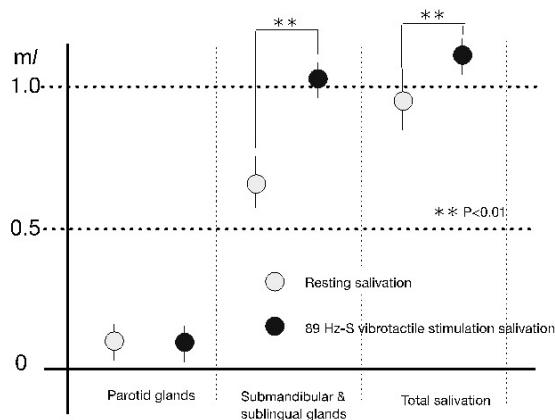 ** **
ml
1.0
0.5
** P<0.01
Resting salivation
89 Hz-S vibrotactile stimulation salivation
0
Parotid glands
Submandibular &
sublingual glands
Total salivation